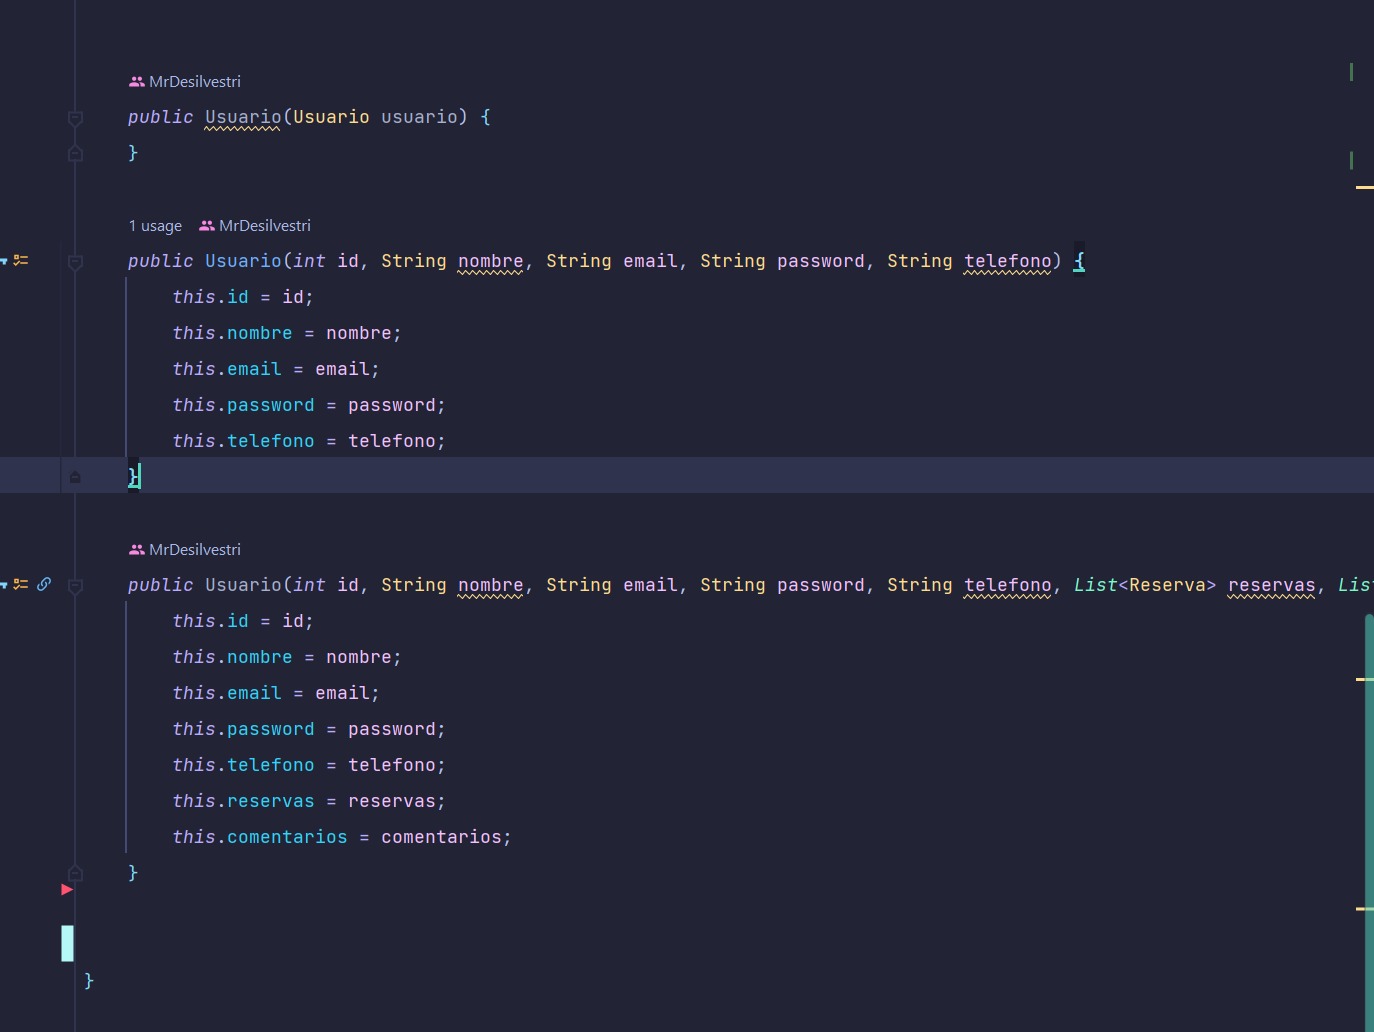 MrDesilvestri
public Usuario(Usuario usuario) {
}
1 usage MrDesilvestri
public Usuario(int id, String nombre, String email, String password, String telefono) {
this.id = id;
this.nombre = nombre;
this.email = email;
this.password = password;
this.telefono = telefono;
}
MrDesilvestri
public Usuario(int id, String nombre, String email, String password, String telefono, List<Reserva> reservas, Lis
this.id = id;
this.nombre = nombre;
this.email = email;
this.password = password;
this.telefono = telefono;
this.reservas = reservas;
this.comentarios = comentarios;
}
}